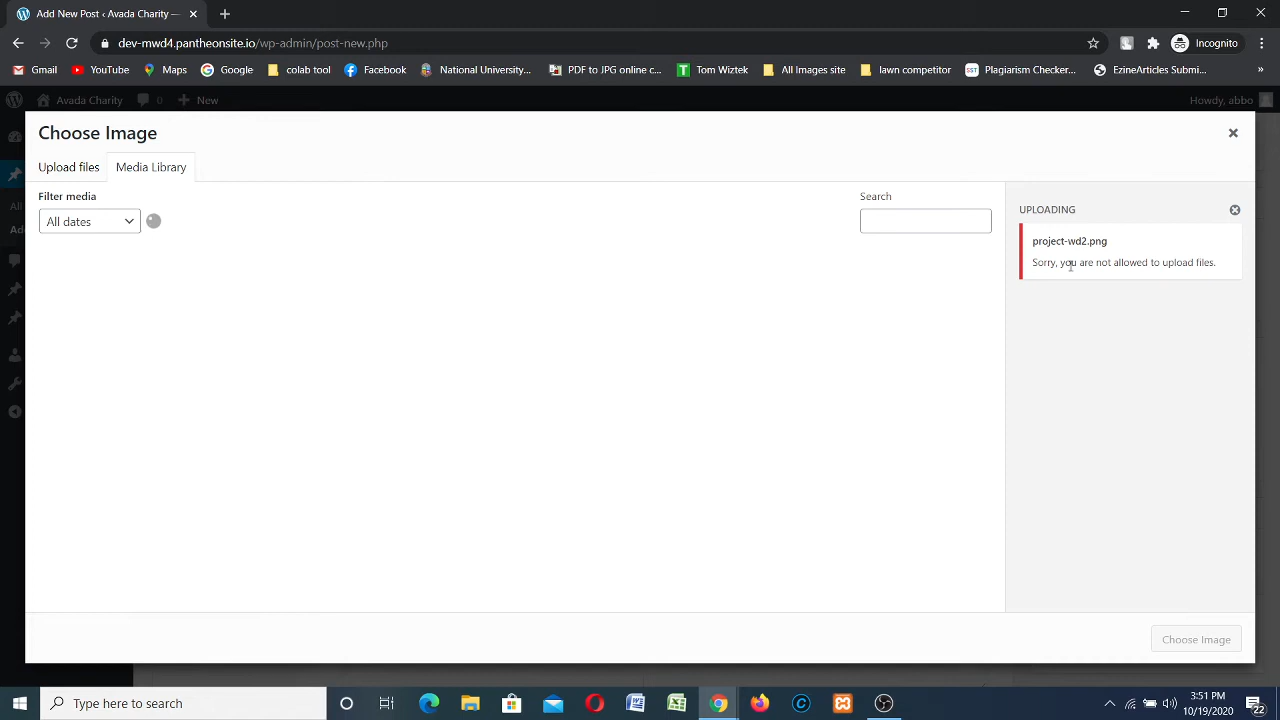 Add New Post ‹ Avada Charity —
dev-mwd4.pantheonsite.io/wp-admin/post-new.php
Incognito
Gmail YouTube Maps Google colab tool Facebook National University... PDF to JPG online c... Tom Wiztek All Images site lawn competitor Plagiarism Checker... EzineArticles Submi... »
Avada Charity 0 New Howdy, abbo
Choose Image
Upload files Media Library
Filter media Search UPLOADING
All dates
project-wd2.png
Sorry, you are not allowed to upload files.
All
Choose Image
Type here to search
3:51 PM
10/19/2020
22